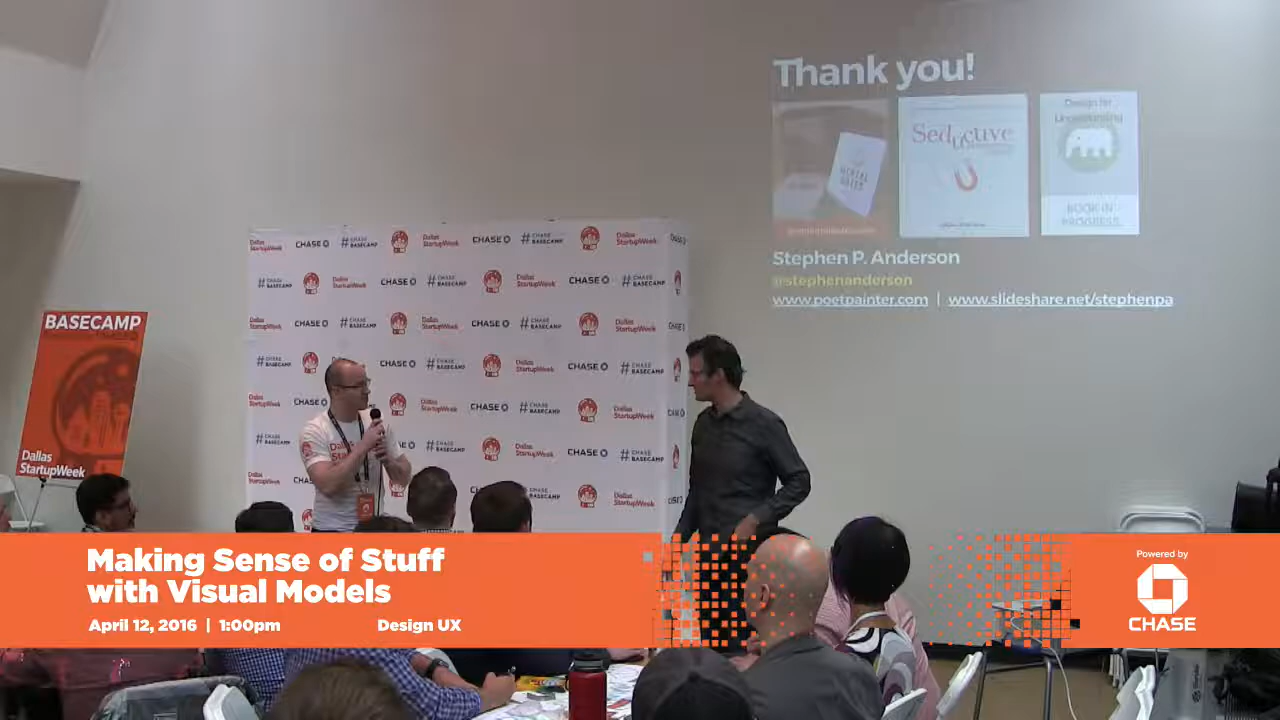 Thank you!
Seductive
Design for
Understanding
BOOK IN
PROGRESS
Stephen P. Anderson
@stephenanderson
www.poetpainter.com | www.slideshare.net/stephenpa
BASECAMP
Dallas
StartupWeek
Dallas
StartupWeek
CHASE
#CHASE
BASECAMP
Making Sense of Stuff
with Visual Models
April 12, 2016 | 1:00pm
Design UX
Powered by
CHASE